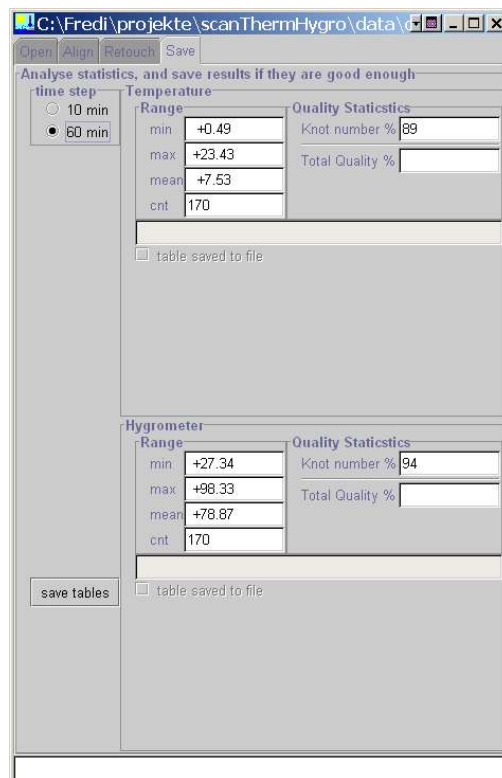 C:\Fredi\projekte\scanThermHygro\data\
Open Align Retouch Save
Analyse statistics, and save results if they are good enough
time step
10 min
60 min
Temperature
Range
min +0.49
max +23.43
mean +7.53
cnt 170
Quality Staticstics
Knot number % 89
Total Quality %
table saved to file
Hygrometer
Range
min +27.34
max +98.33
mean +78.87
cnt 170
Quality Staticstics
Knot number % 94
Total Quality %
save tables
table saved to file